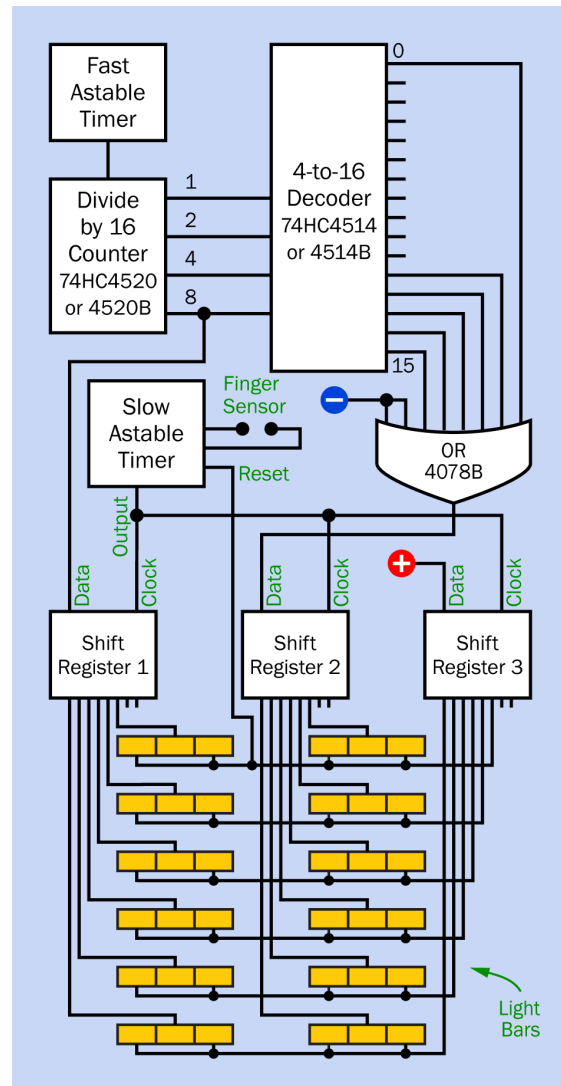 Fast
Astable
Timer
0
4-to-16
Decoder
74HC4514
or 4514B
Divide
by 16
Counter
74HC4520
or 4520B
1
2
4
8
15
Slow
Astable
Timer
Finger
Sensor
−
OR
4078B
Reset
Output
+
Data
Clock
Data
Clock
Data
Clock
Shift
Register 1
Shift
Register 2
Shift
Register 3
Light
Bars